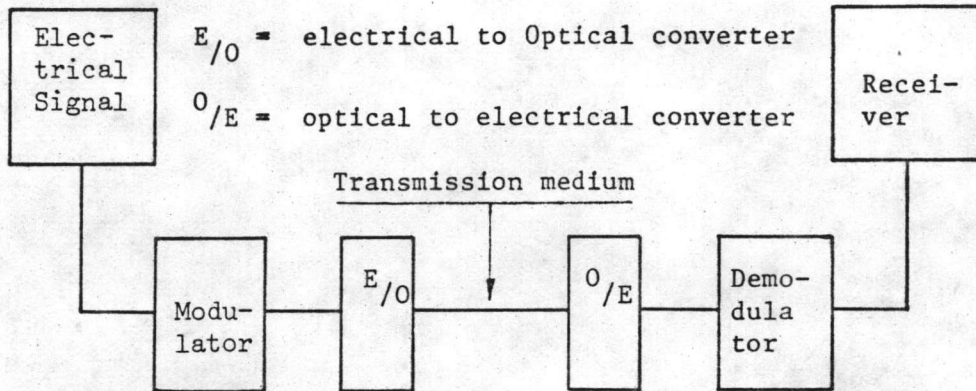 Elec-
trical
Signal
E/O = electrical to Optical converter
O/E = optical to electrical converter
Recei-
ver
Transmission medium
Modu-
lator
E/O
O/E
Demo-
dula
tor